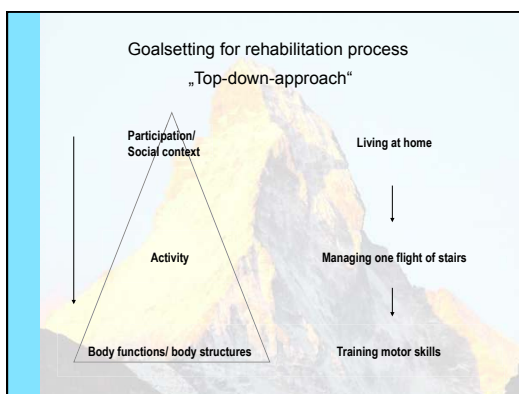 Goalsetting for rehabilitation process
„Top-down-approach“
Participation/
Social context
Living at home
Activity
Managing one flight of stairs
Body functions/ body structures
Training motor skills